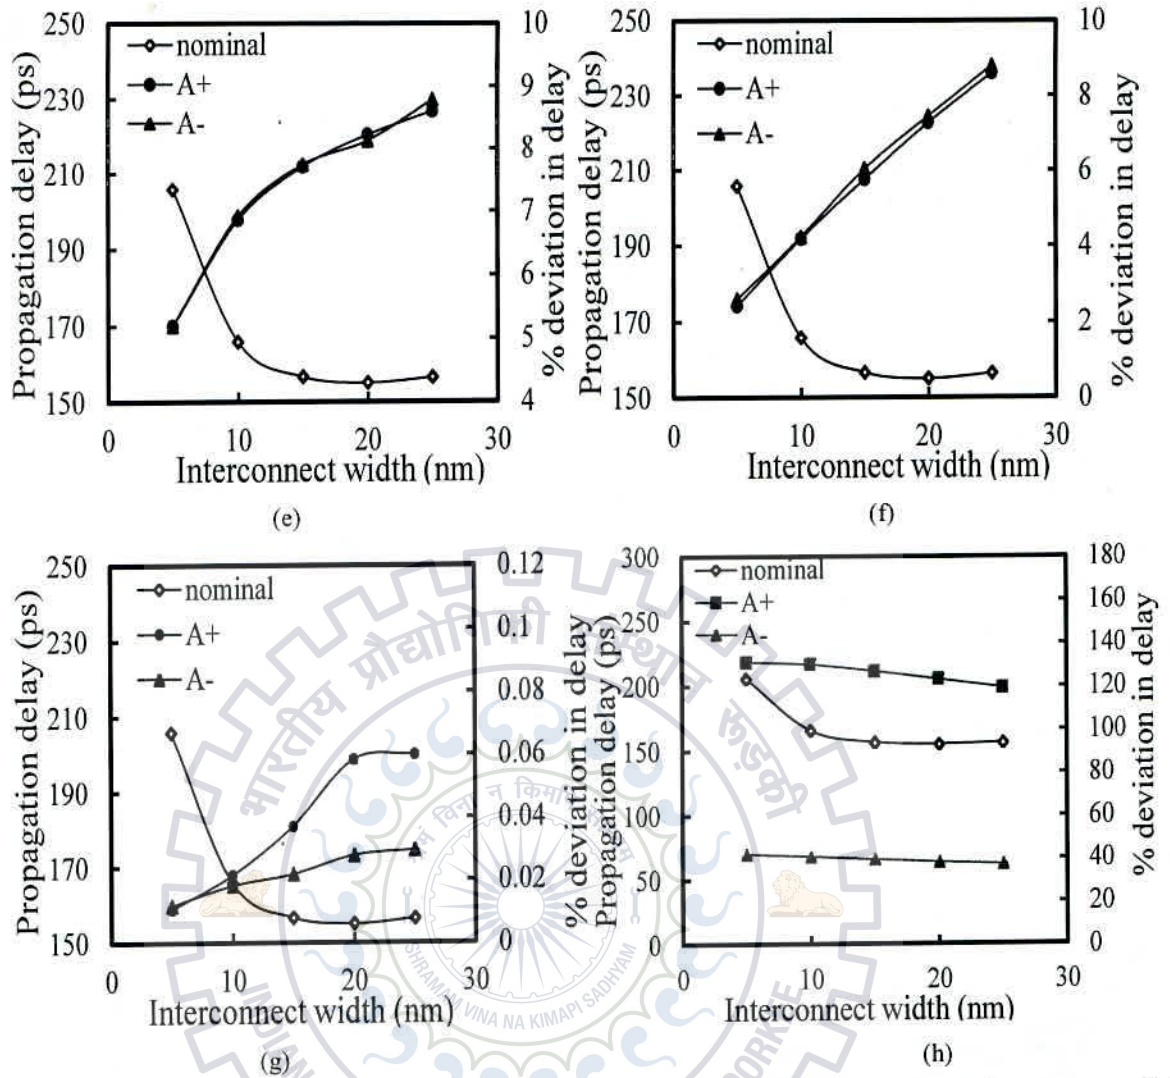 250
230
210
190
170
150
Propagation delay (ps)
nominal
A+
A-
10
9
8
7
6
5
4
% deviation in delay
0 10 20 30
Interconnect width (nm)
(e)
250
230
210
190
170
150
Propagation delay (ps)
nominal
A+
A-
10
8
6
4
2
0
% deviation in delay
0 10 20 30
Interconnect width (nm)
(f)
250
230
210
190
170
150
Propagation delay (ps)
nominal
A+
A-
0.12
0.1
0.08
0.06
0.04
0.02
0
% deviation in delay
0 10 20 30
Interconnect width (nm)
(g)
300
250
200
150
100
50
0
Propagation delay (ps)
nominal
A+
A-
180
160
140
120
100
80
60
40
20
0
% deviation in delay
0 10 20 30
Interconnect width (nm)
(h)
भारतीय प्रौद्योगिकी संस्थान रूड़की
SHRAMAM VINA NA KIMAPI SADHYAM